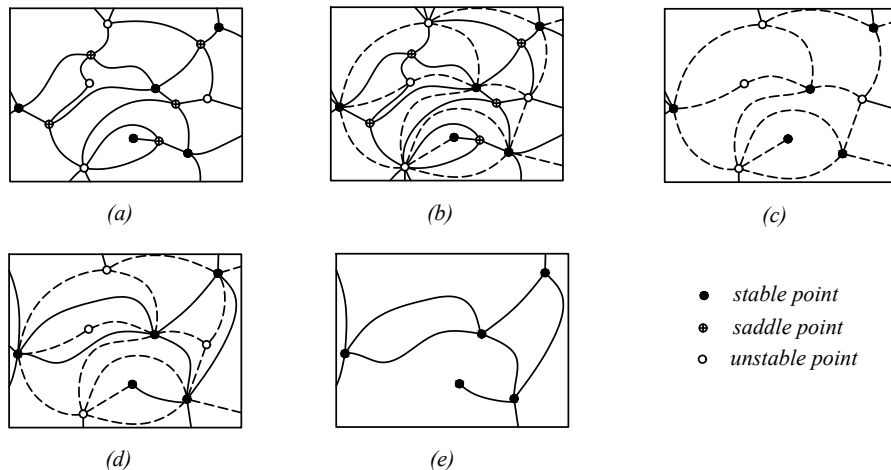 (a)
(b)
(c)
stable point
saddle point
unstable point
(d)
(e)